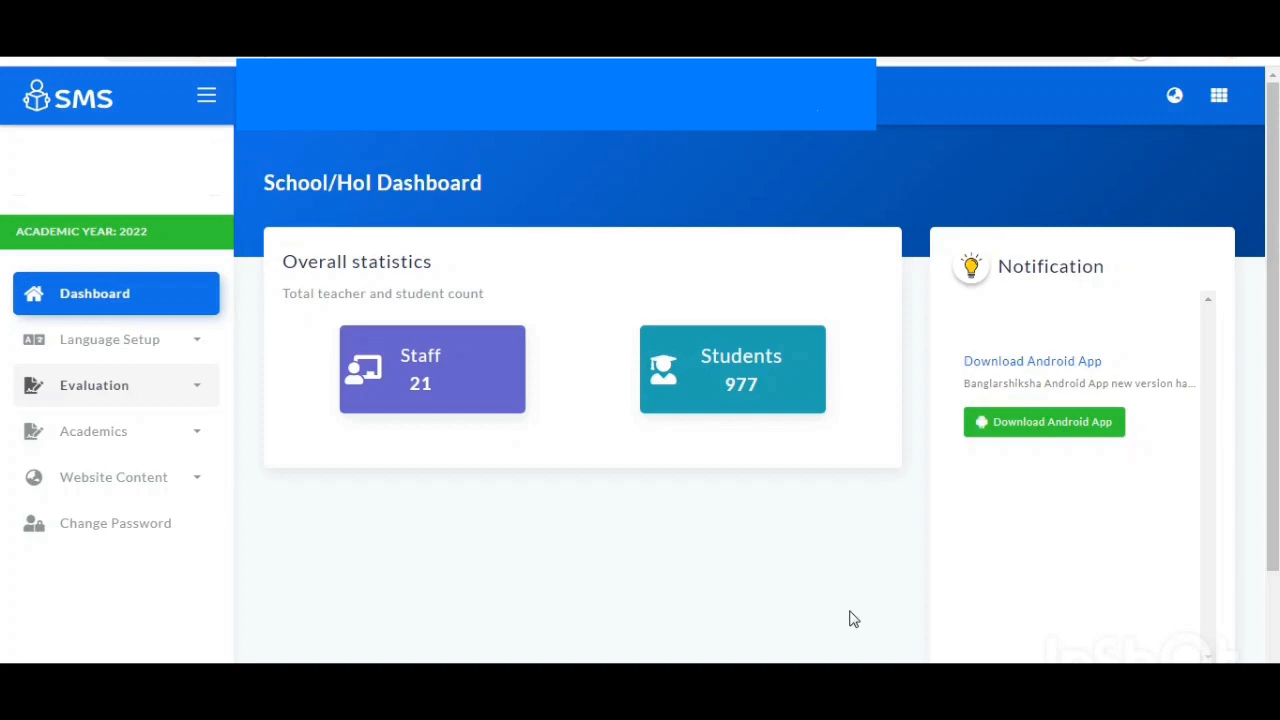 SMS
School/HoI Dashboard
ACADEMIC YEAR: 2022
Dashboard
Language Setup
Evaluation
Academics
Website Content
Change Password
Overall statistics
Total teacher and student count
Staff
21
Students
977
Notification
Download Android App
Banglarshiksha Android App new version ha...
Download Android App